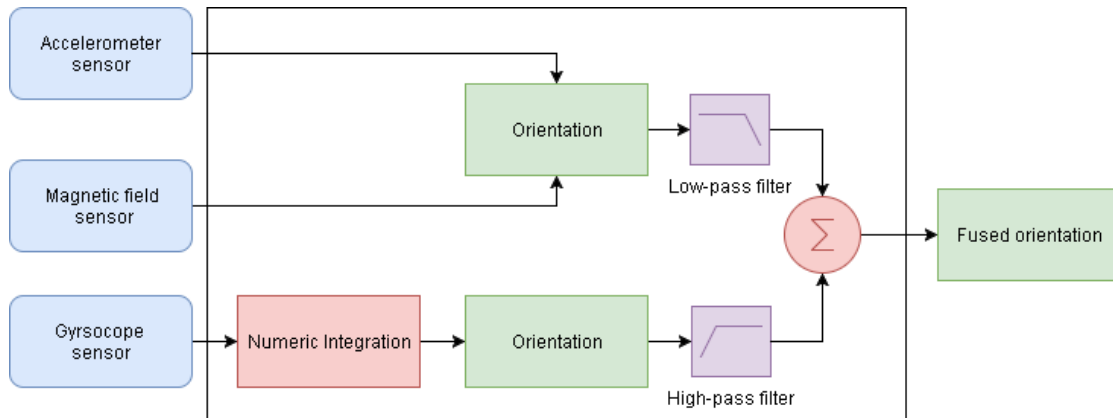 Accelerometer
sensor
Orientation
Low-pass filter
Magnetic field
sensor
Σ
Fused orientation
Gyrsocope
sensor
Numeric Integration
Orientation
High-pass filter